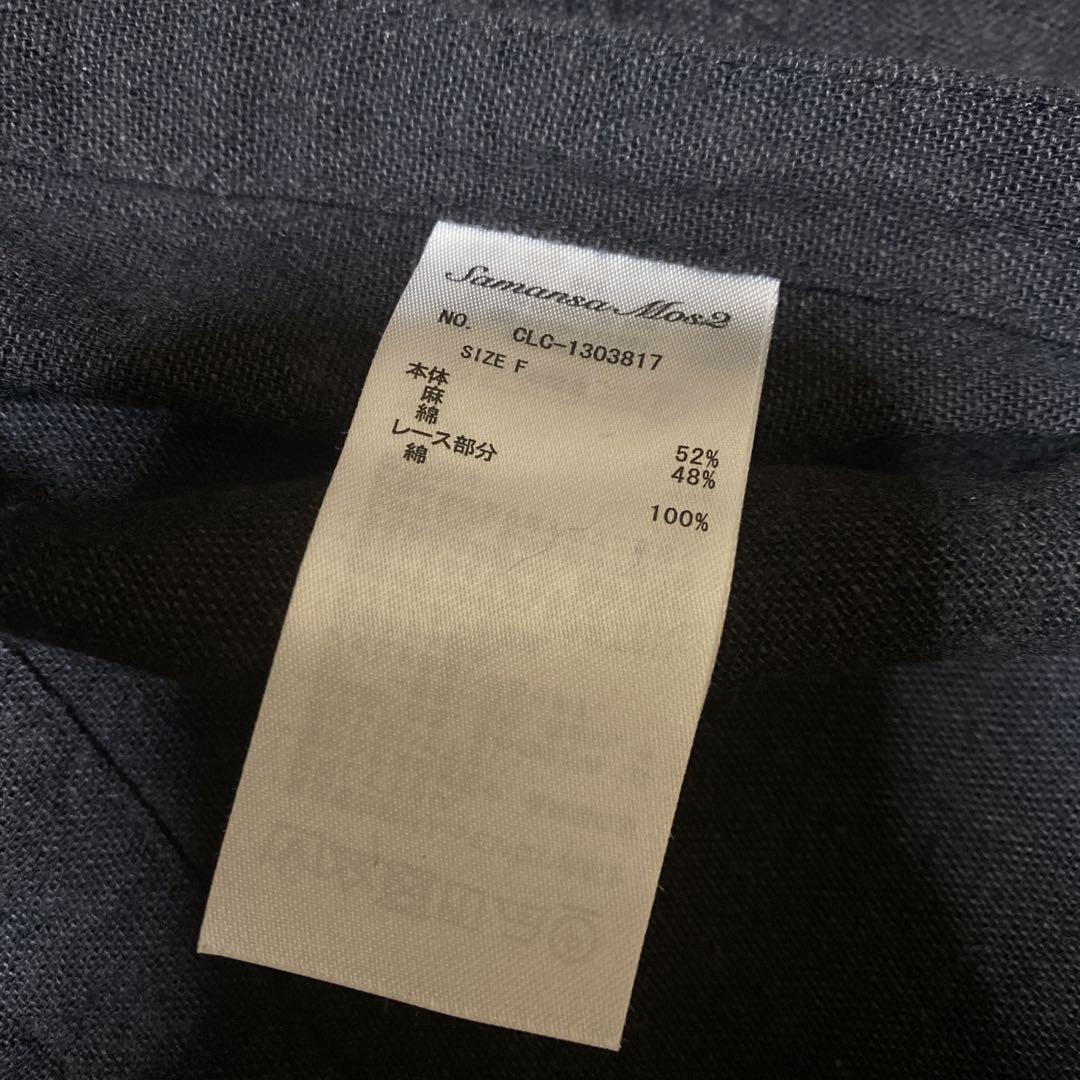 Samansa Mos2
NO. CLC-1303817
SIZE F
本体
麻 52%
綿 48%
レース部分
綿 100%